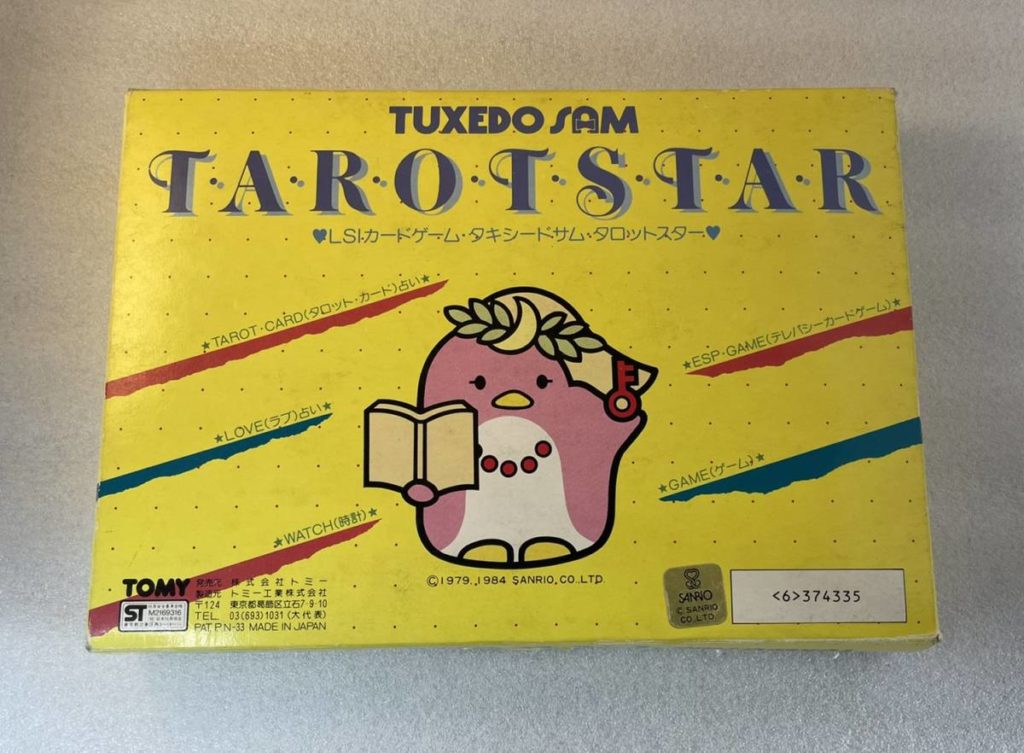 TUXEDO SAM
T·A·R·O·T·S·T·A·R
♥LSIカードゲーム・タキシードサム・タロットスター♥
★TAROT・CARD(タロット・カード)占い★
★ESP・GAME(テレパシーカードゲーム)★
★LOVE(ラブ)占い★
★GAME(ゲーム)★
★WATCH(時計)★
©1979,1984 SANRIO,CO.,LTD.
TOMY
発売元 株式会社トミー
製造元 トミー工業株式会社
〒124 東京都葛飾区立石7-9-10
TEL. 03(693)1031(大代表)
PAT. P.N-33 MADE IN JAPAN
ST
M2169316
SANRIO
C SANRIO
CO.LTD
<6>374335